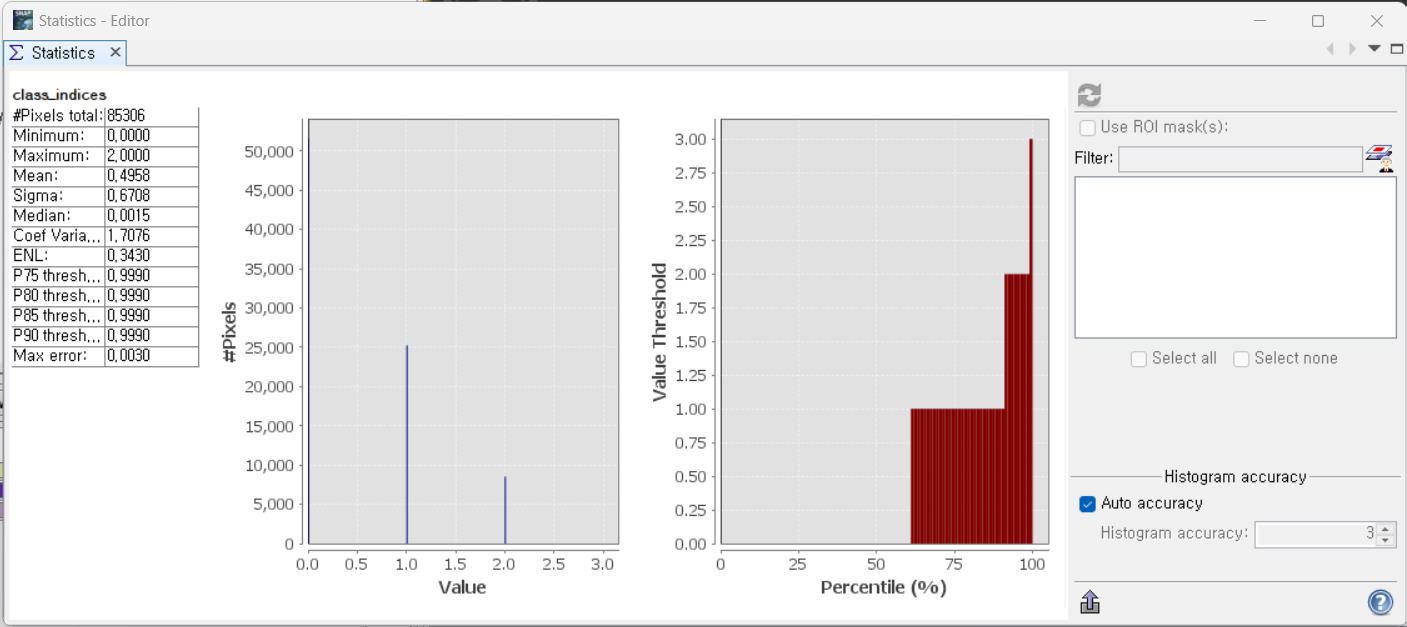 Statistics - Editor
Σ Statistics
class_indices
#Pixels total: 85306
Minimum: 0,0000
Maximum: 2,0000
Mean: 0,4958
Sigma: 0,6708
Median: 0,0015
Coef Varia,,, 1,7076
ENL: 0,3430
P75 thresh,,, 0,9990
P80 thresh,,, 0,9990
P85 thresh,,, 0,9990
P90 thresh,,, 0,9990
Max error: 0,0030
#Pixels
50,000
45,000
40,000
35,000
30,000
25,000
20,000
15,000
10,000
5,000
0
0.0 0.5 1.0 1.5 2.0 2.5 3.0
Value
Value Threshold
3.00
2.75
2.50
2.25
2.00
1.75
1.50
1.25
1.00
0.75
0.50
0.25
0.00
0 25 50 75 100
Percentile (%)
Use ROI mask(s):
Filter:
Select all Select none
Histogram accuracy
Auto accuracy
Histogram accuracy: 3
?